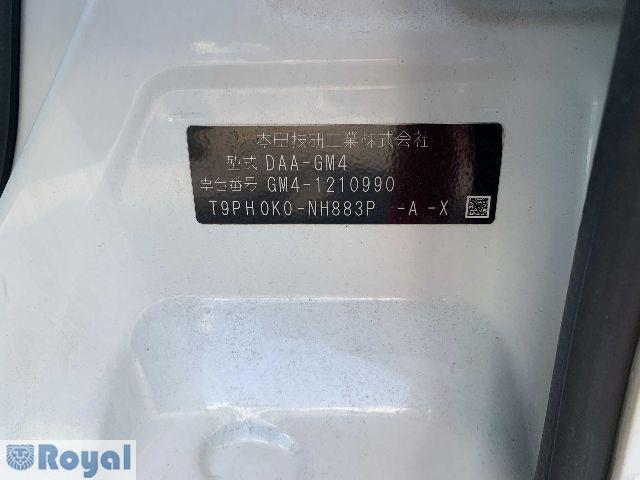 本田技研工業株式会社
型式 DAA-GM4
車台番号 GM4-1210990
T9PH0K0-NH883P -A -X
Royal